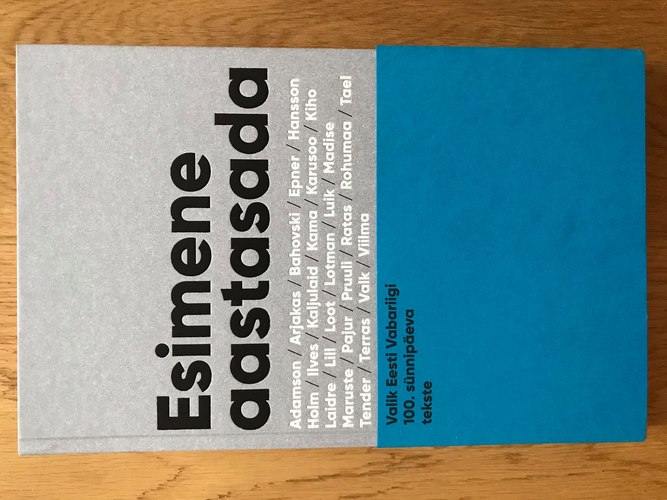 Esimene
aastasada
Adamson / Arjakas / Bahovski / Epner / Hansson
Holm / Ilves / Kaljulaid / Kama / Karusoo / Kiho
Laidre / Lill / Loot / Lotman / Luik / Madise
Maruste / Pajur / Pruuli / Ratas / Rohumaa / Tael
Tender / Terras / Valk / Viilma
Valik Eesti Vabariigi
100. sünnipäeva
tekste